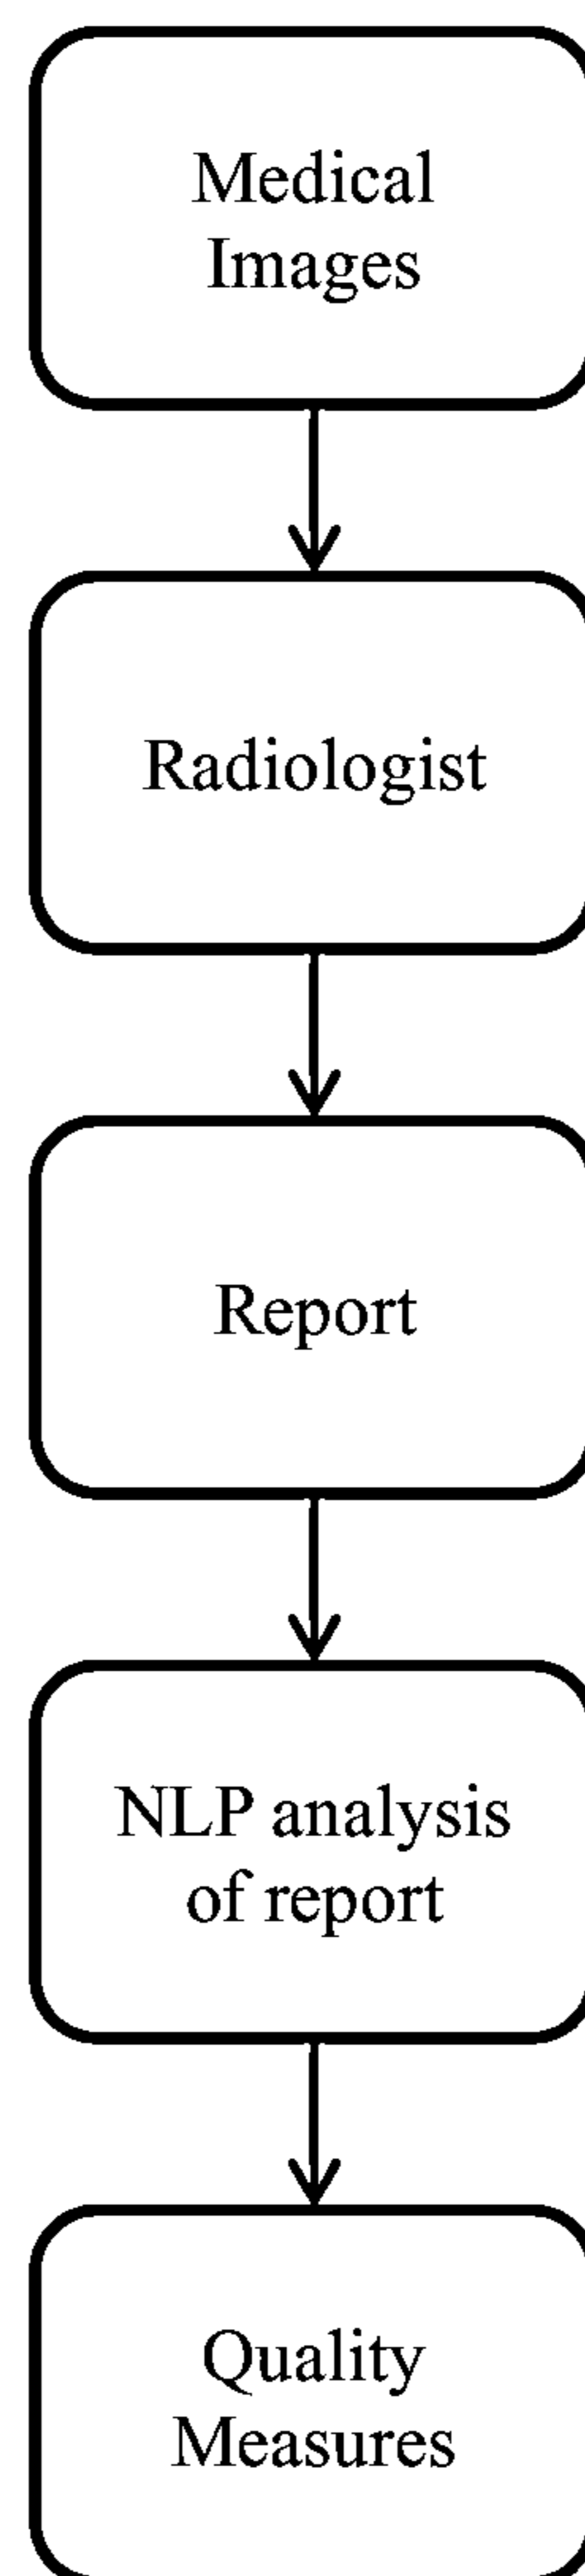 Medical
Images
Radiologist
Report
NLP analysis
of report
Quality
Measures